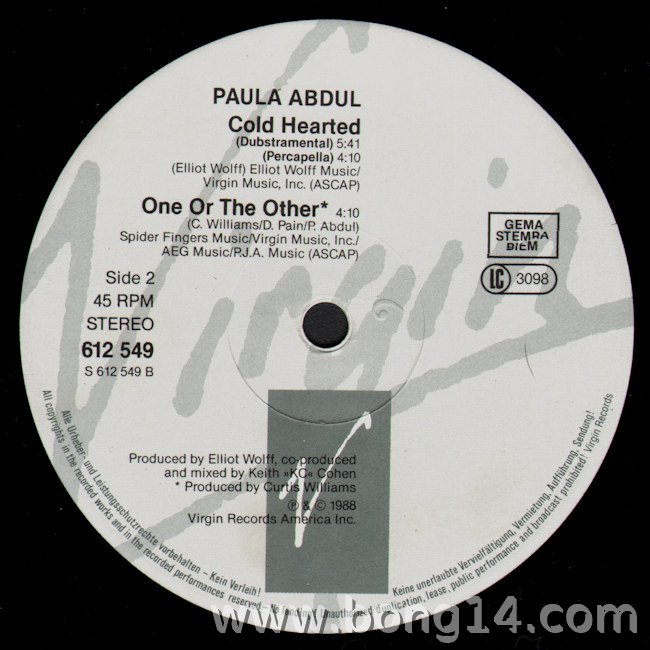 PAULA ABDUL
Cold Hearted
(Dubstramental) 5:41
(Percapella) 4:10
(Elliot Wolff) Elliot Wolff Music/
Virgin Music, Inc. (ASCAP)
One Or The Other* 4:10
(C. Williams/D. Pain/P. Abdul)
Spider Fingers Music/Virgin Music, Inc./
AEG Music/P.J.A. Music (ASCAP)
GEMA
STEMRA
BIEM
LC 3098
Side 2
45 RPM
STEREO
612 549
S 612 549 B
Virgin
Produced by Elliot Wolff, co-produced
and mixed by Keith »KC« Cohen
* Produced by Curtis Williams
℗ & © 1988
Virgin Records America Inc.
Alle Urheber- und Leistungsschutzrechte vorbehalten – Kein Verleih! Keine unerlaubte Vervielfältigung, Vermietung, Aufführung, Sendung!
All copyrights in the recorded works and in the recorded performances reserved – No lending! Unauthorized duplication, lease, public performance and broadcast prohibited! Virgin Records
www.bong14.com